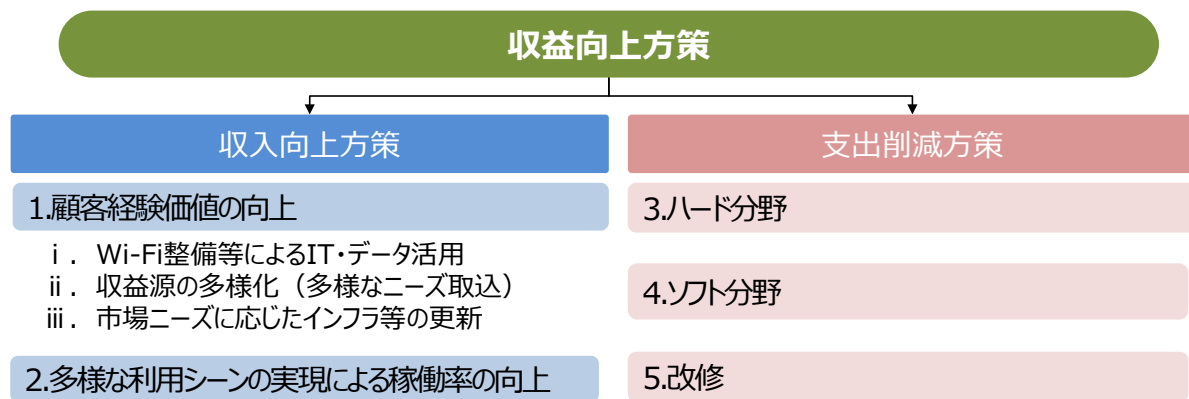 収益向上方策
収入向上方策
1.顧客経験価値の向上
ⅰ．Wi-Fi整備等によるIT・データ活用
ⅱ．収益源の多様化（多様なニーズ取込）
ⅲ．市場ニーズに応じたインフラ等の更新
2.多様な利用シーンの実現による稼働率の向上
支出削減方策
3.ハード分野
4.ソフト分野
5.改修